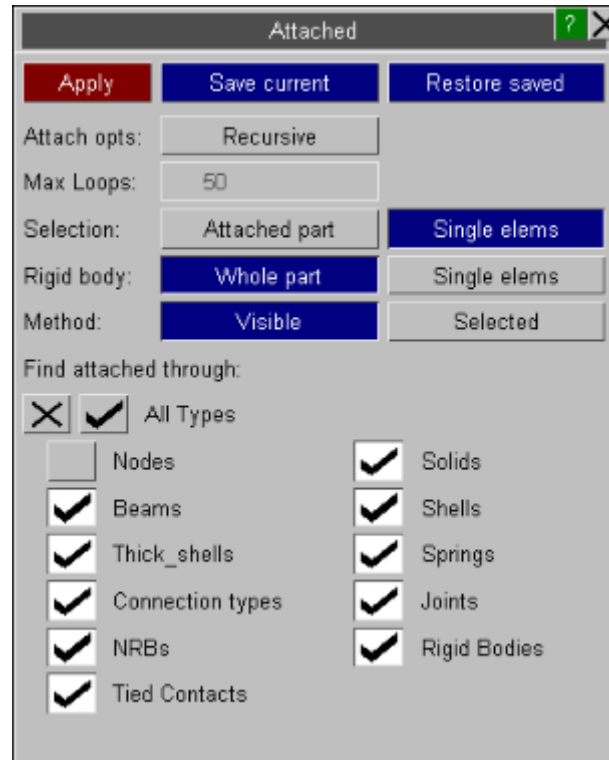 Attached ?
Apply Save current Restore saved
Attach opts: Recursive
Max Loops: 50
Selection: Attached part Single elems
Rigid body: Whole part Single elems
Method: Visible Selected
Find attached through:
All Types
Nodes Solids
Beams Shells
Thick_shells Springs
Connection types Joints
NRBs Rigid Bodies
Tied Contacts